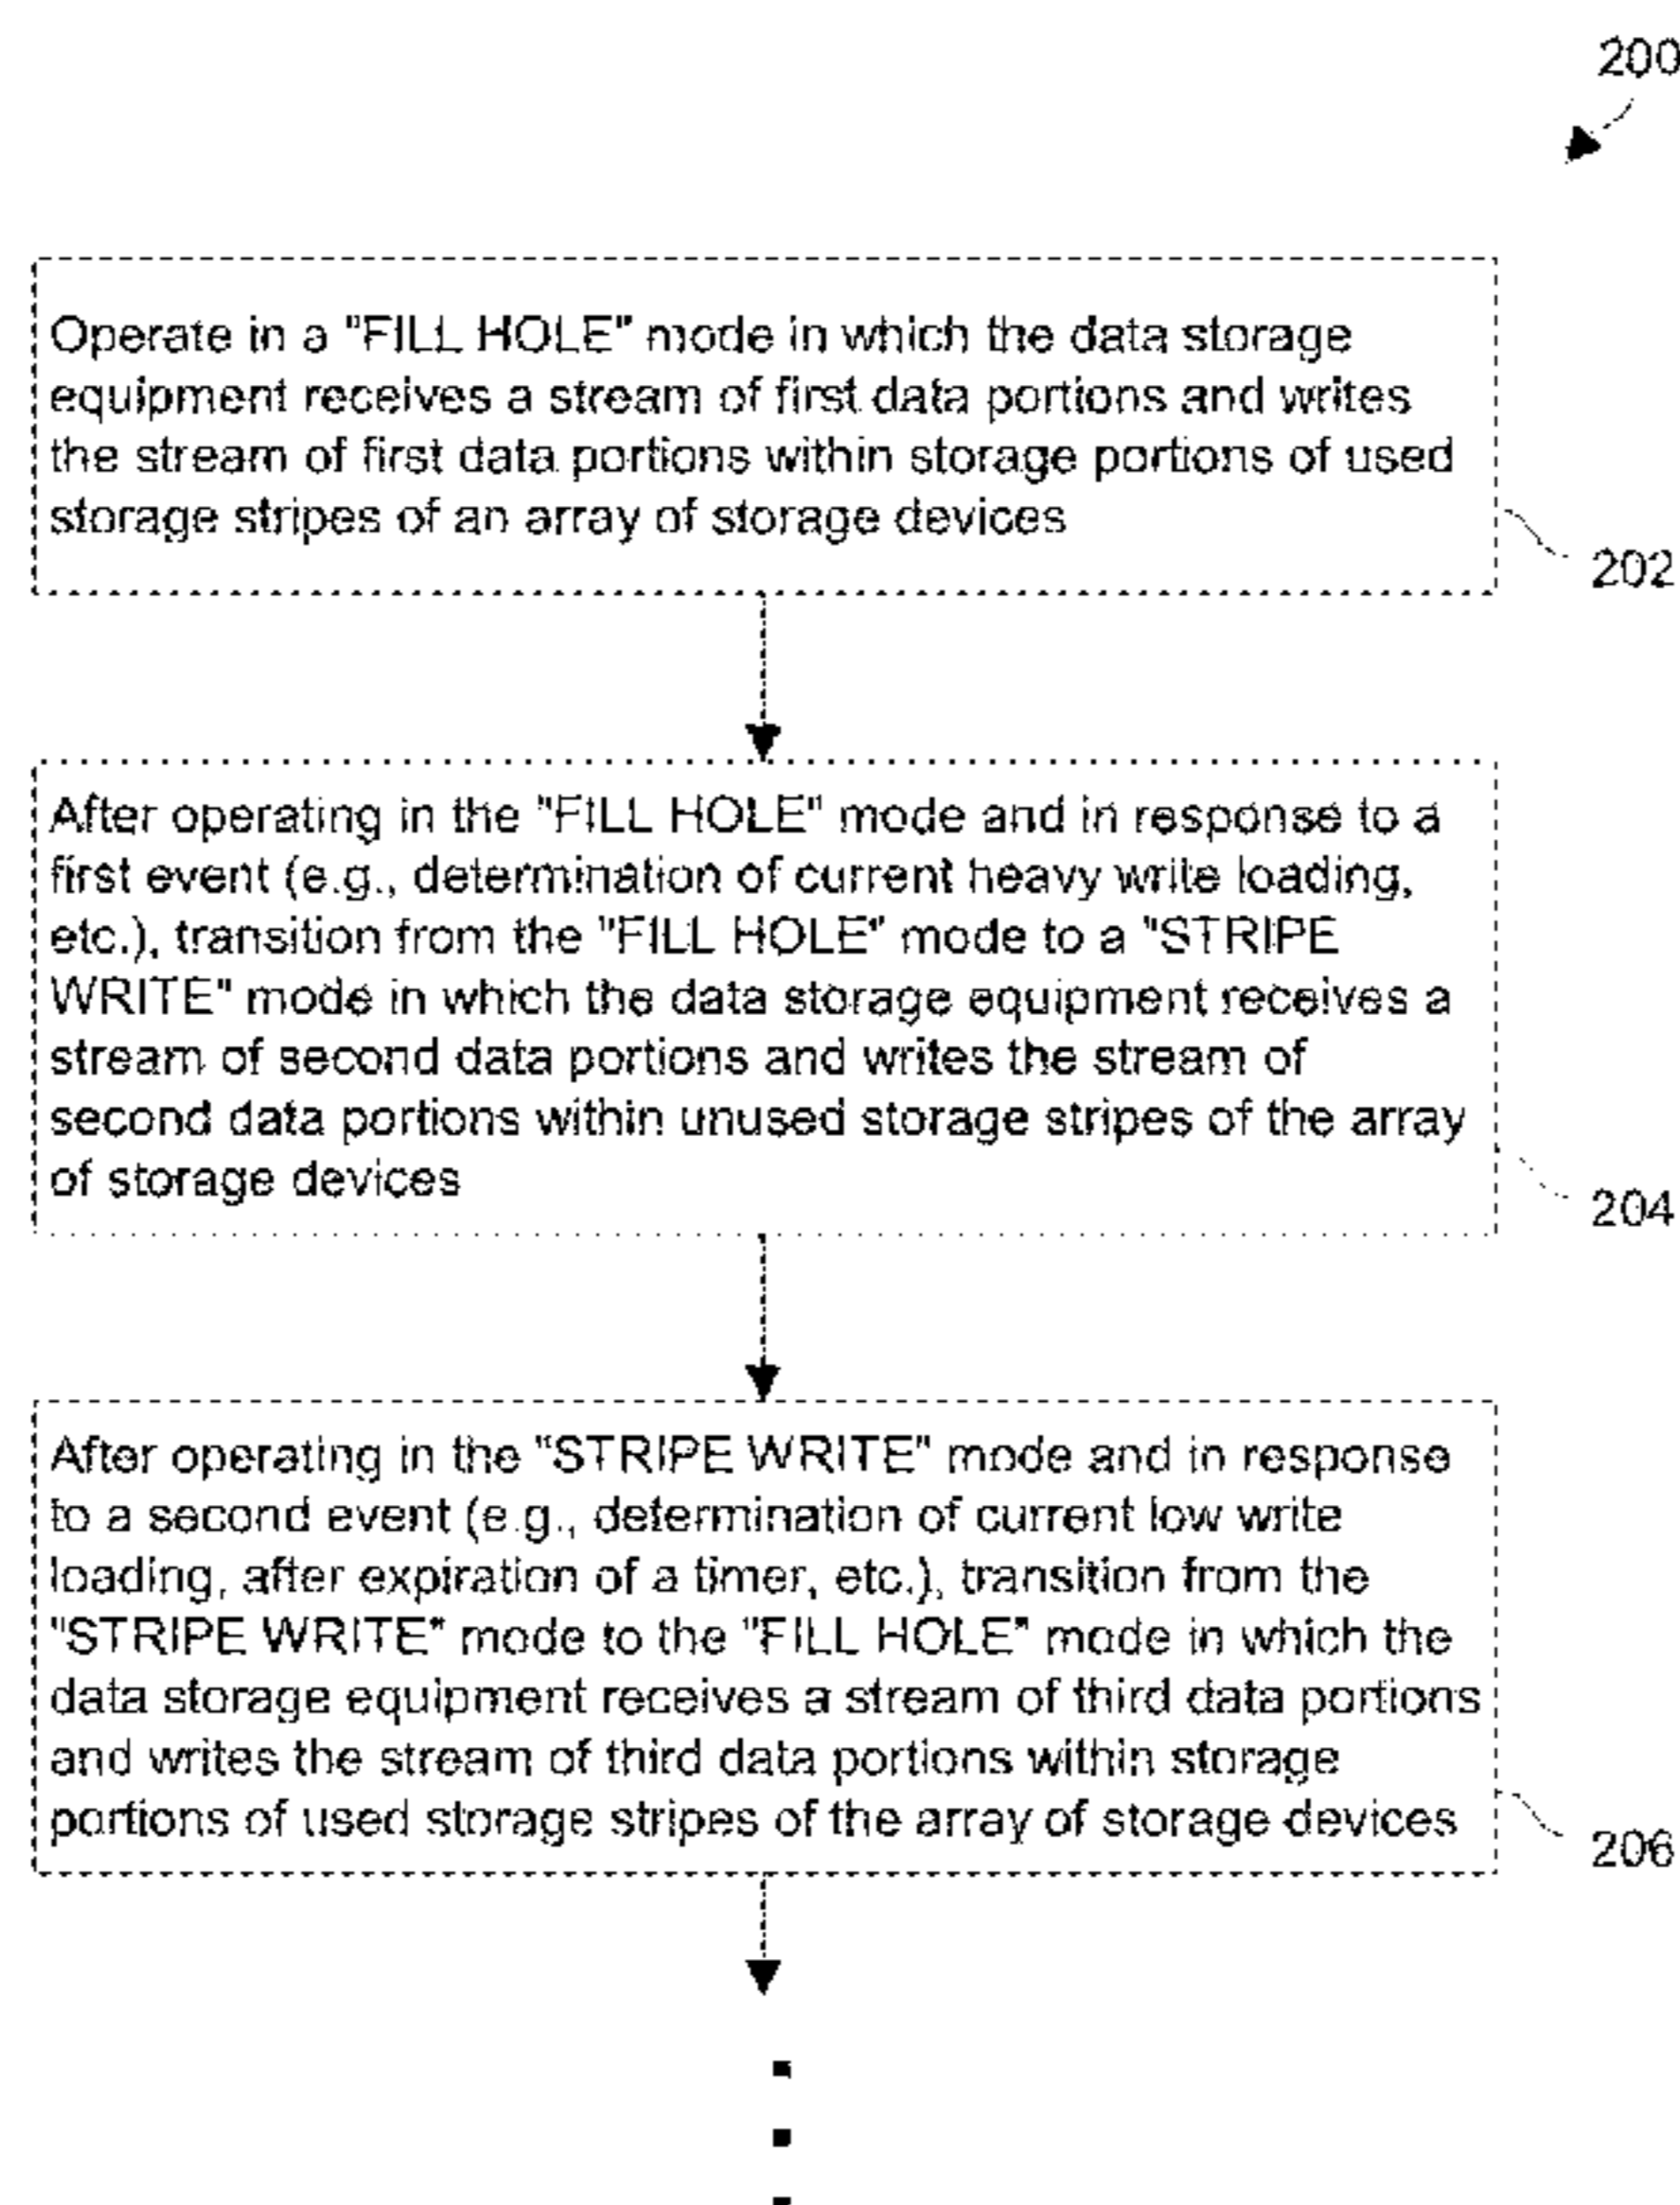 200
Operate in a "FILL HOLE" mode in which the data storage
equipment receives a stream of first data portions and writes
the stream of first data portions within storage portions of used
storage stripes of an array of storage devices
202
After operating in the "FILL HOLE" mode and in response to a
first event (e.g., determination of current heavy write loading,
etc.), transition from the "FILL HOLE" mode to a "STRIPE
WRITE" mode in which the data storage equipment receives a
stream of second data portions and writes the stream of
second data portions within unused storage stripes of the array
of storage devices
204
After operating in the "STRIPE WRITE" mode and in response
to a second event (e.g., determination of current low write
loading, after expiration of a timer, etc.), transition from the
"STRIPE WRITE" mode to the "FILL HOLE" mode in which the
data storage equipment receives a stream of third data portions
and writes the stream of third data portions within storage
portions of used storage stripes of the array of storage devices
206